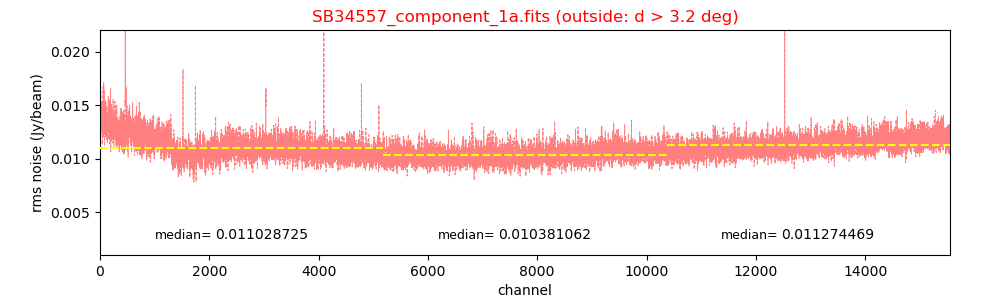 SB34557_component_1a.fits (outside: d > 3.2 deg)
rms noise (Jy/beam)
0.020
0.015
0.010
0.005
median= 0.011028725 median= 0.010381062 median= 0.011274469
0 2000 4000 6000 8000 10000 12000 14000
channel